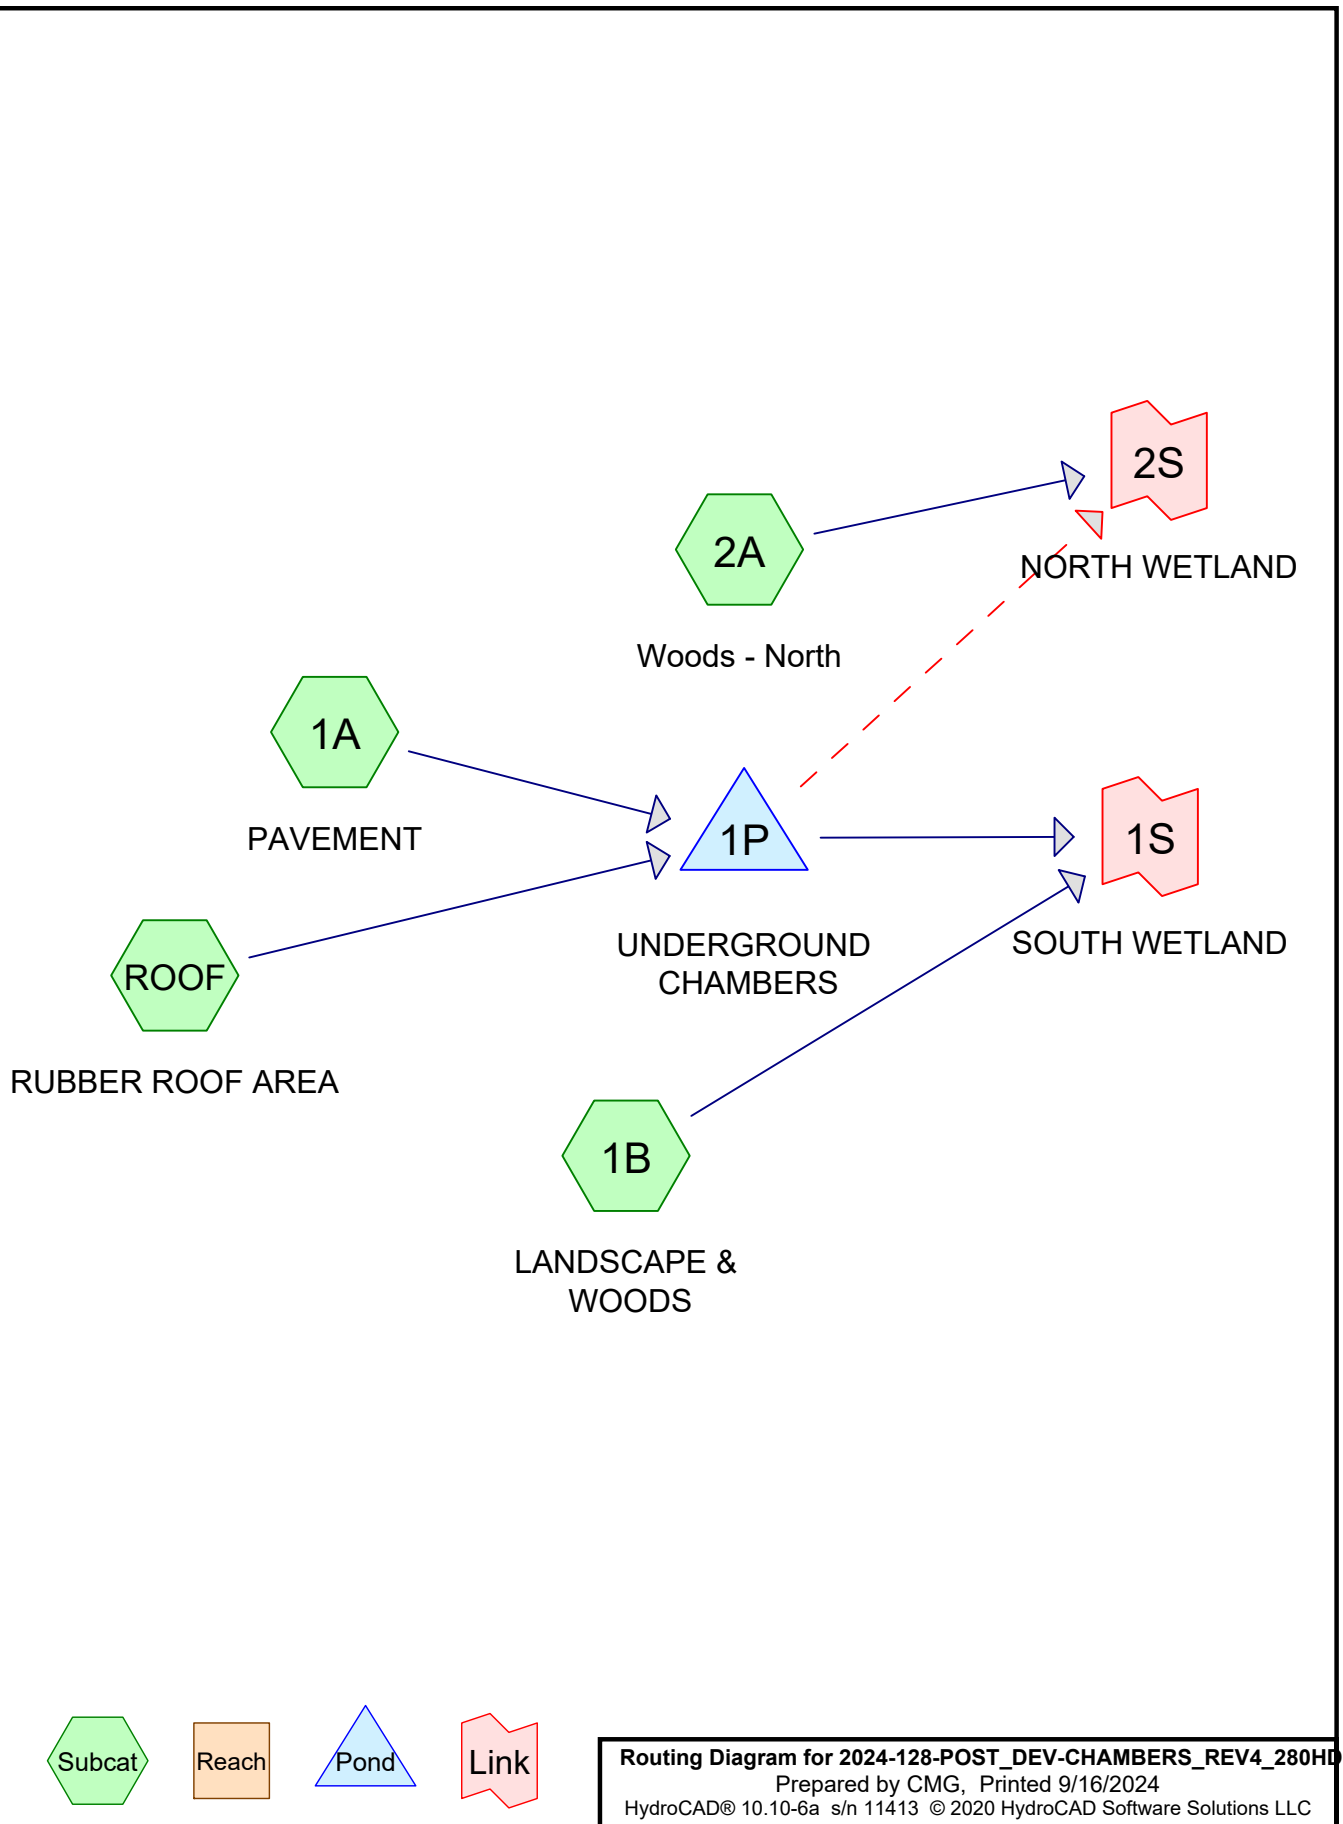 2S
NORTH WETLAND
2A
Woods - North
1A
PAVEMENT
1P
UNDERGROUND
CHAMBERS
1S
SOUTH WETLAND
ROOF
RUBBER ROOF AREA
1B
LANDSCAPE &
WOODS
Subcat
Reach
Pond
Link
Routing Diagram for 2024-128-POST_DEV-CHAMBERS_REV4_280HD
Prepared by CMG, Printed 9/16/2024
HydroCAD® 10.10-6a s/n 11413 © 2020 HydroCAD Software Solutions LLC